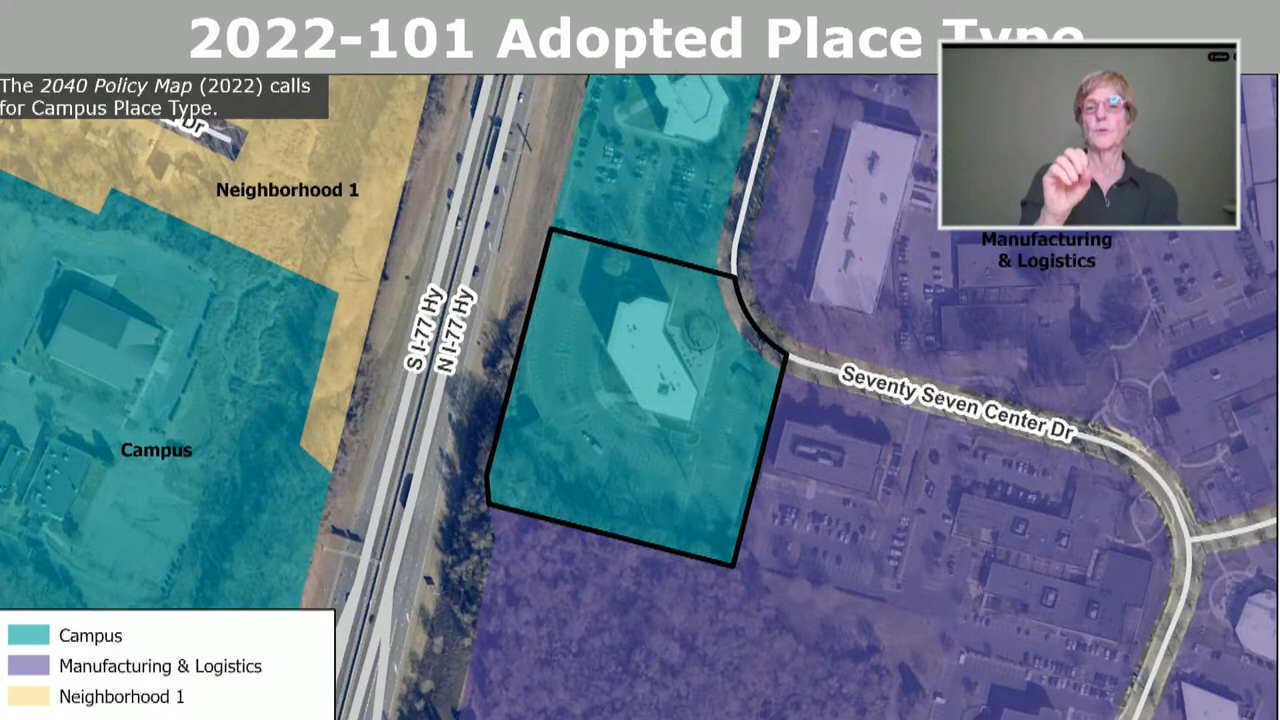 2022-101 Adopted Place Type
The 2040 Policy Map (2022) calls
for Campus Place Type.
Dr
Neighborhood 1
Manufacturing
& Logistics
S I-77 Hy
N I-77 Hy
Seventy Seven Center Dr
Campus
Campus
Manufacturing & Logistics
Neighborhood 1